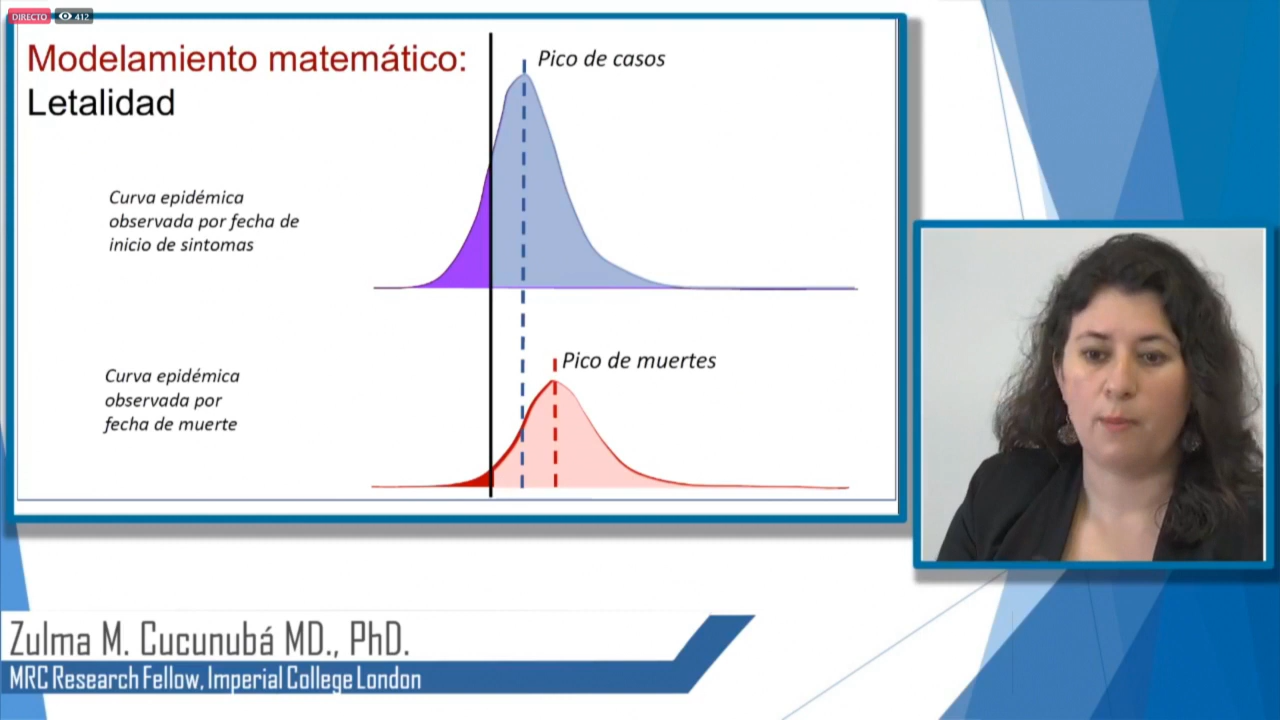 DIRECTO 412
Modelamiento matemático:
Letalidad
Pico de casos
Curva epidémica
observada por fecha de
inicio de sintomas
Pico de muertes
Curva epidémica
observada por
fecha de muerte
Zulma M. Cucunubá MD., PhD.
MRC Research Fellow, Imperial College London